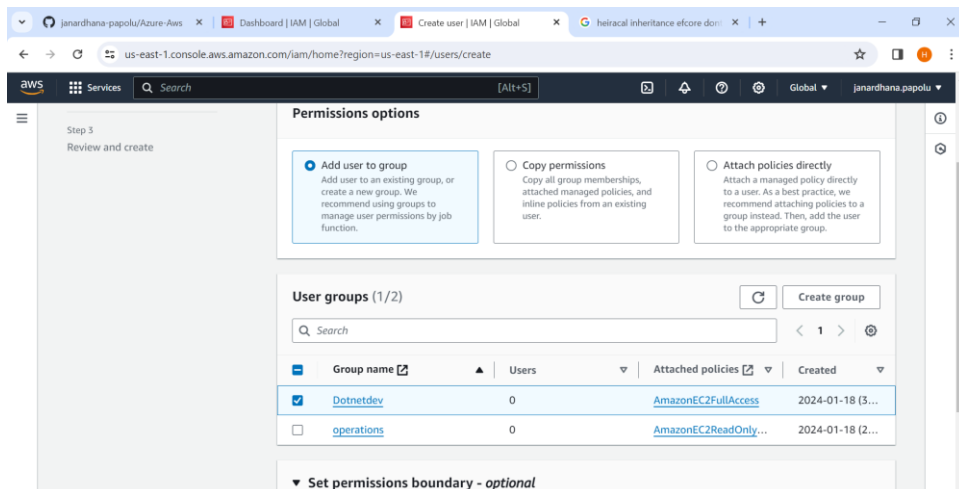 janardhana-papolu/Azure-Aws
Dashboard | IAM | Global
Create user | IAM | Global
heiracal inheritance efcore dont
us-east-1.console.aws.amazon.com/iam/home?region=us-east-1#/users/create
H
aws
Services
Search
[Alt+S]
Global
janardhana.papolu
Step 3
Review and create
Permissions options
Add user to group
Add user to an existing group, or
create a new group. We
recommend using groups to
manage user permissions by job
function.
Copy permissions
Copy all group memberships,
attached managed policies, and
inline policies from an existing
user.
Attach policies directly
Attach a managed policy directly
to a user. As a best practice, we
recommend attaching policies to a
group instead. Then, add the user
to the appropriate group.
User groups (1/2)
Create group
Search
1
Group name Users Attached policies Created
Dotnetdev 0 AmazonEC2FullAccess 2024-01-18 (3...
operations 0 AmazonEC2ReadOnly... 2024-01-18 (2...
Set permissions boundary - optional